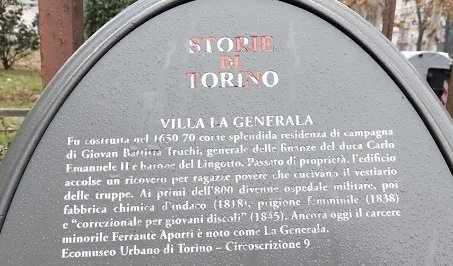 STORIE
DI
TORINO
VILLA LA GENERALA
Fu costruita nel 1650-70 come splendida residenza di campagna
di Giovan Battista Truchi, generale delle finanze del duca Carlo
Emanuele II e barone del Lingotto. Passato di proprietà, l'edificio
accolse un ricovero per ragazze povere che cucivano il vestiario
delle truppe. Ai primi dell'800 divenne ospedale militare, poi
fabbrica chimica d'indaco (1818), prigione femminile (1838)
e "correzionale per giovani discoli" (1845). Ancora oggi il carcere
minorile Ferrante Aporti è noto come La Generala.
Ecomuseo Urbano di Torino - Circoscrizione 9